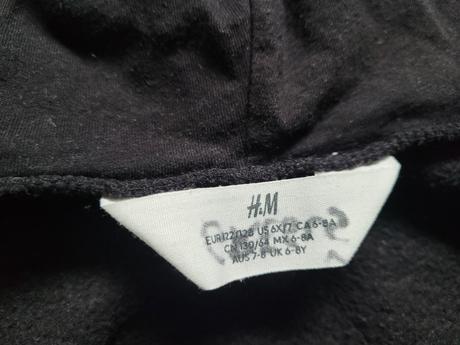 H&M
EUR122/128 US 6X/7 CA 6-8A
CN 130/64 MX 6-8A
AUS 7-8 UK 6-8Y